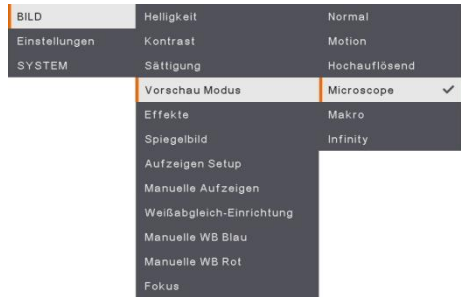 BILD
Einstellungen
SYSTEM
Helligkeit
Kontrast
Sättigung
Vorschau Modus
Effekte
Spiegelbild
Aufzeigen Setup
Manuelle Aufzeigen
Weißabgleich-Einrichtung
Manuelle WB Blau
Manuelle WB Rot
Fokus
Normal
Motion
Hochauflösend
Microscope
Makro
Infinity